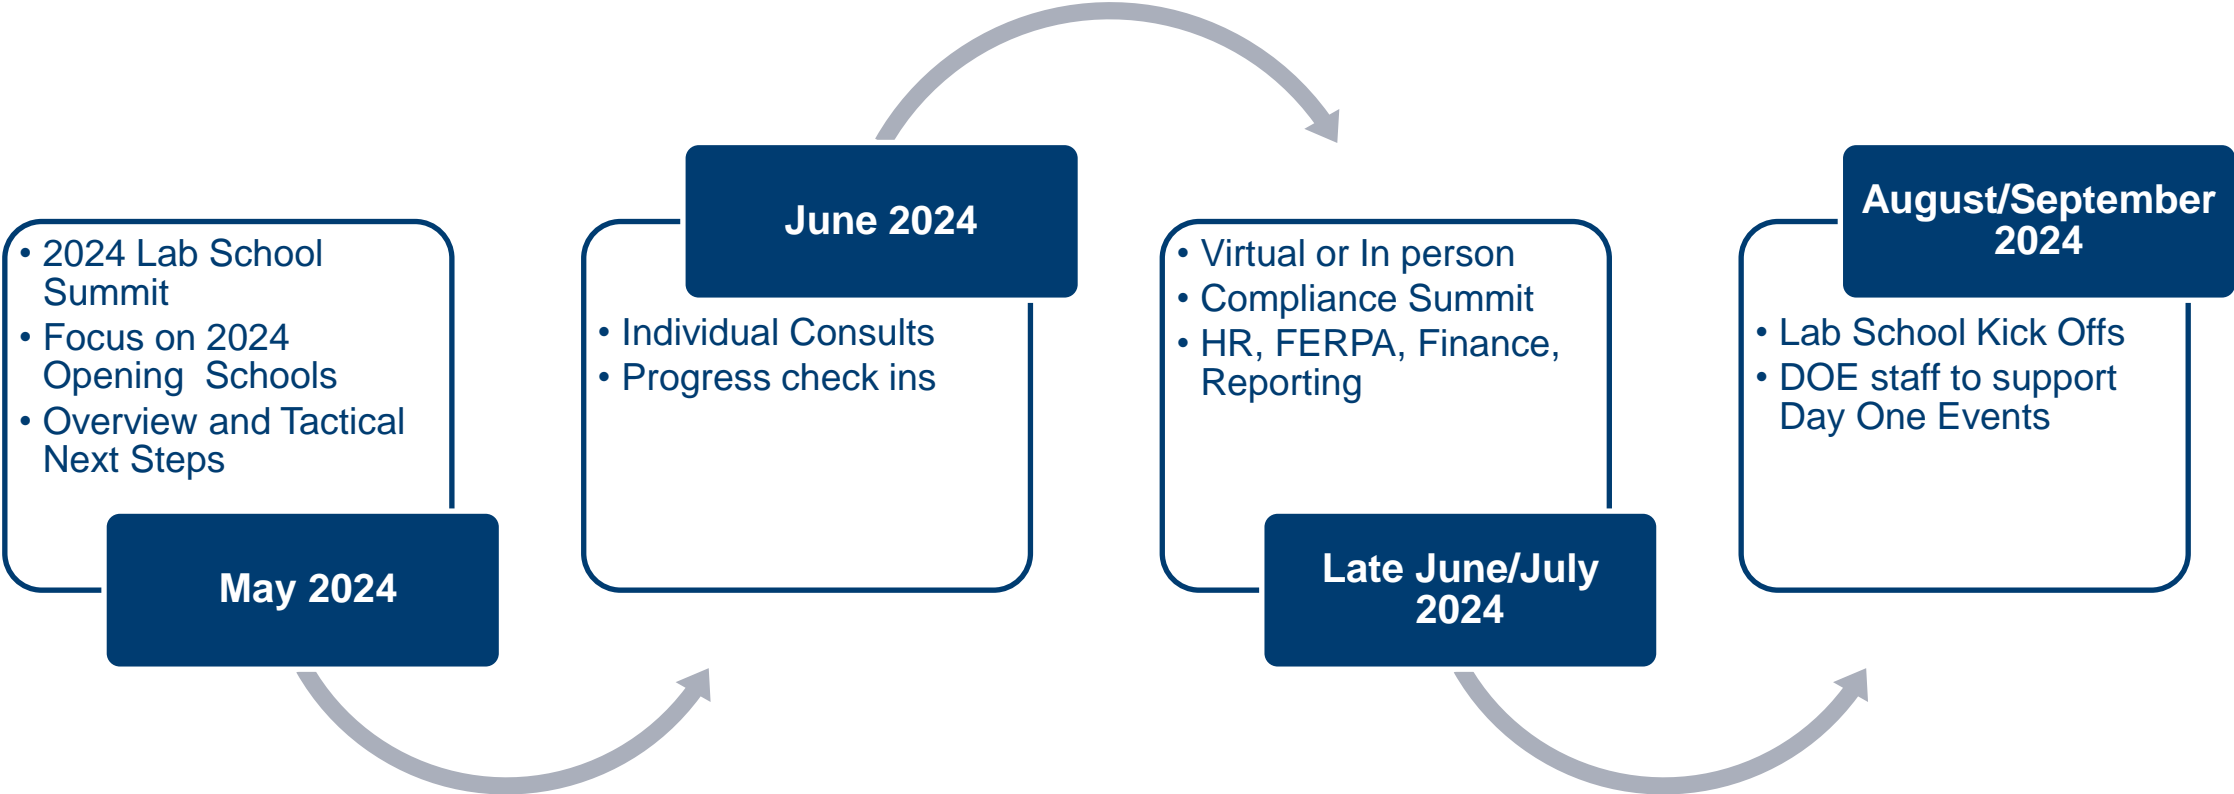 • 2024 Lab School
Summit
• Focus on 2024
Opening  Schools
• Overview and Tactical
Next Steps
May 2024
June 2024
• Individual Consults
• Progress check ins
• Virtual or In person
• Compliance Summit
• HR, FERPA, Finance,
Reporting
Late June/July
2024
August/September
2024
• Lab School Kick Offs
• DOE staff to support
Day One Events